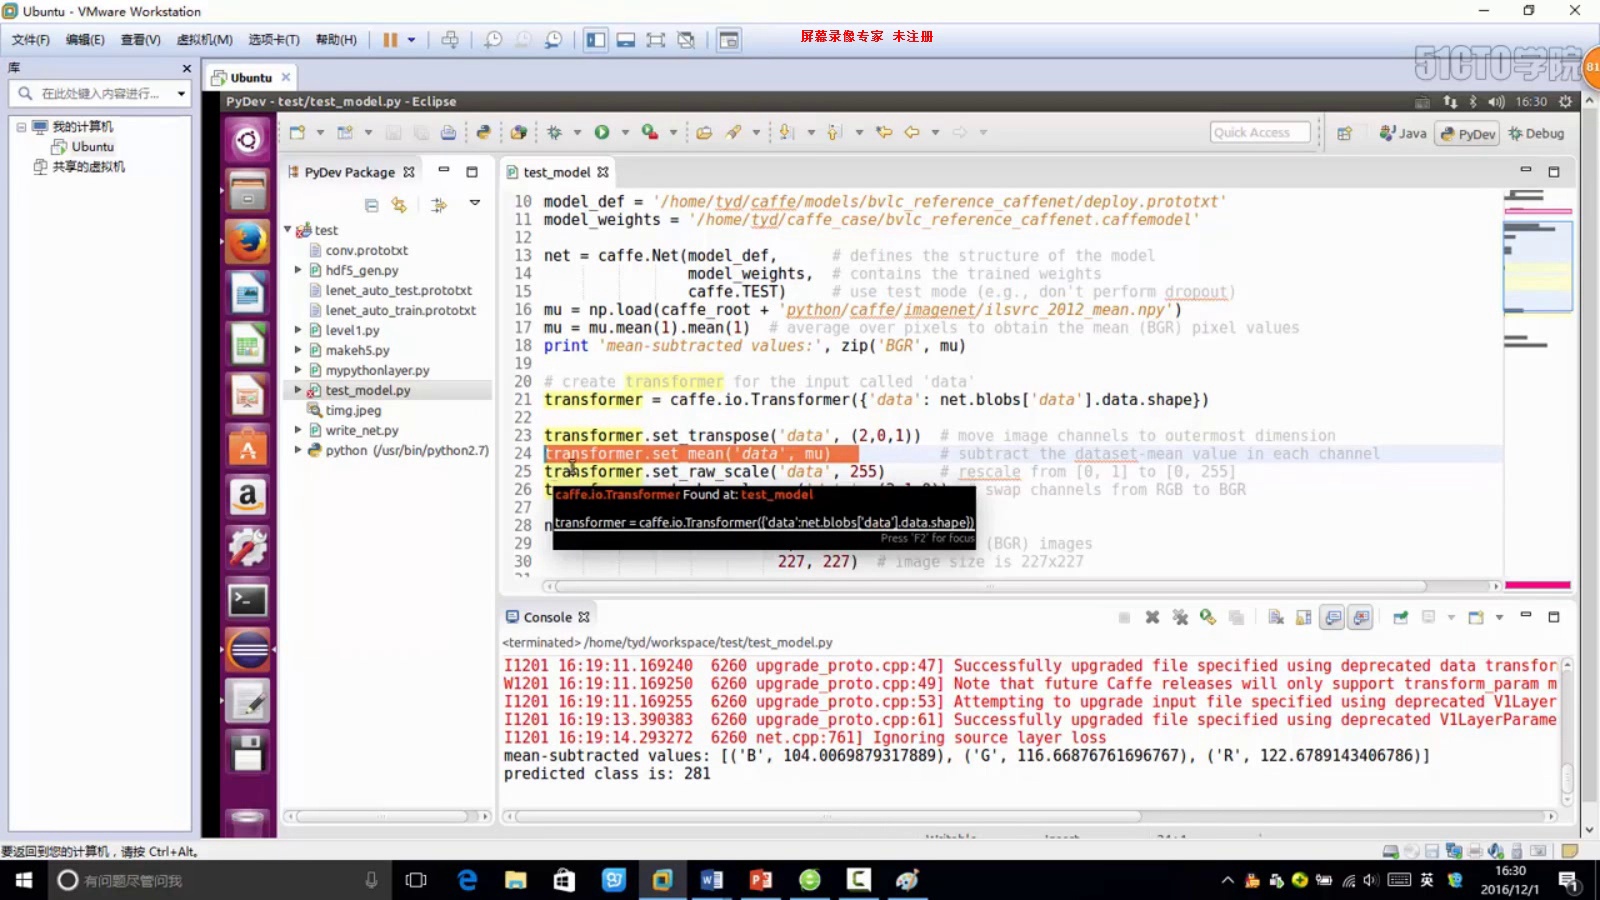 Ubuntu - VMware Workstation
文件(F) 编辑(E) 查看(V) 虚拟机(M) 选项卡(T) 帮助(H)
屏幕录像专家 未注册
51CTO学院
81
库
Ubuntu
在此处键入内容进行...
我的计算机
Ubuntu
共享的虚拟机
PyDev - test/test_model.py - Eclipse
16:30
Quick Access
Java
PyDev
Debug
PyDev Package
test
conv.prototxt
hdf5_gen.py
lenet_auto_test.prototxt
lenet_auto_train.prototxt
level1.py
makeh5.py
mypythonlayer.py
test_model.py
timg.jpeg
write_net.py
python (/usr/bin/python2.7)
test_model
10 model_def = '/home/tyd/caffe/models/bvlc_reference_caffenet/deploy.prototxt'
11 model_weights = '/home/tyd/caffe_case/bvlc_reference_caffenet.caffemodel'
12
13 net = caffe.Net(model_def, # defines the structure of the model
14 model_weights, # contains the trained weights
15 caffe.TEST) # use test mode (e.g., don't perform dropout)
16 mu = np.load(caffe_root + 'python/caffe/imagenet/ilsvrc_2012_mean.npy')
17 mu = mu.mean(1).mean(1) # average over pixels to obtain the mean (BGR) pixel values
18 print 'mean-subtracted values:', zip('BGR', mu)
19
20 # create transformer for the input called 'data'
21 transformer = caffe.io.Transformer({'data': net.blobs['data'].data.shape})
22
23 transformer.set_transpose('data', (2,0,1)) # move image channels to outermost dimension
24 transformer.set_mean('data', mu) # subtract the dataset-mean value in each channel
25 transformer.set_raw_scale('data', 255) # rescale from [0, 1] to [0, 255]
26 t swap channels from RGB to BGR
27
28 n
29 (BGR) images
30 227, 227) # image size is 227x227
caffe.io.Transformer Found at: test_model
transformer = caffe.io.Transformer({'data':net.blobs['data'].data.shape})
Press 'F2' for focus
Console
<terminated> /home/tyd/workspace/test/test_model.py
I1201 16:19:11.169240 6260 upgrade_proto.cpp:47] Successfully upgraded file specified using deprecated data transfor
W1201 16:19:11.169250 6260 upgrade_proto.cpp:49] Note that future Caffe releases will only support transform_param m
I1201 16:19:11.169255 6260 upgrade_proto.cpp:53] Attempting to upgrade input file specified using deprecated V1Layer
I1201 16:19:13.390383 6260 upgrade_proto.cpp:61] Successfully upgraded file specified using deprecated V1LayerParame
I1201 16:19:14.293272 6260 net.cpp:761] Ignoring source layer loss
mean-subtracted values: [('B', 104.0069879317889), ('G', 116.66876761696767), ('R', 122.6789143406786)]
predicted class is: 281
要返回到您的计算机，请按 Ctrl+Alt。
有问题尽管问我
英
16:30
2016/12/1